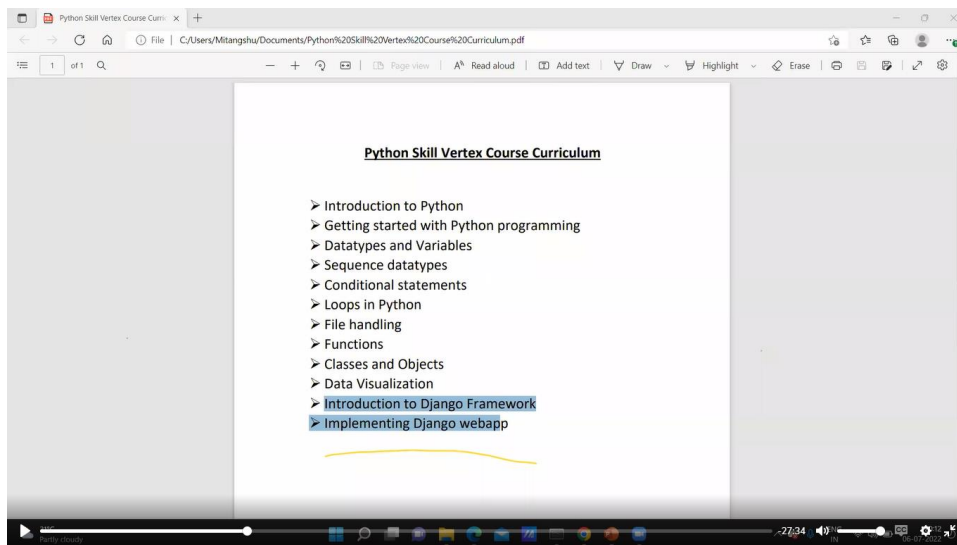 Python Skill Vertex Course Curric
File | C:/Users/Mitangshu/Documents/Python%20Skill%20Vertex%20Course%20Curriculum.pdf
1 of 1 Page view Read aloud Add text Draw Highlight Erase
Python Skill Vertex Course Curriculum
➢ Introduction to Python
➢ Getting started with Python programming
➢ Datatypes and Variables
➢ Sequence datatypes
➢ Conditional statements
➢ Loops in Python
➢ File handling
➢ Functions
➢ Classes and Objects
➢ Data Visualization
➢ Introduction to Django Framework
➢ Implementing Django webapp
-27:34 CC
Partly cloudy
IN
06-07-2022